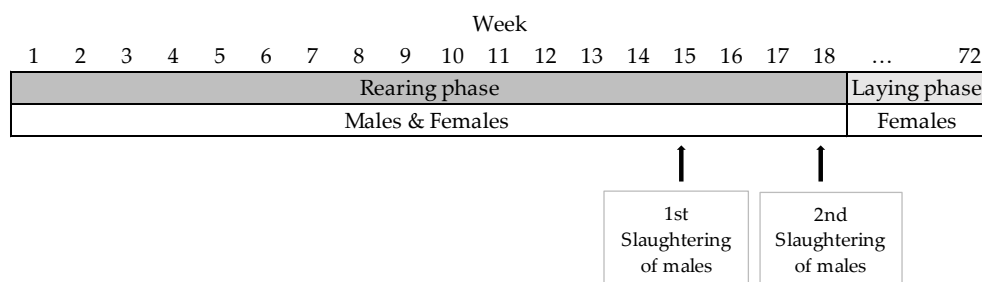 Week
1 2 3 4 5 6 7 8 9 10 11 12 13 14 15 16 17 18 … 72
Rearing phase Laying phase
Males & Females Females
1st
Slaughtering
of males
2nd
Slaughtering
of males